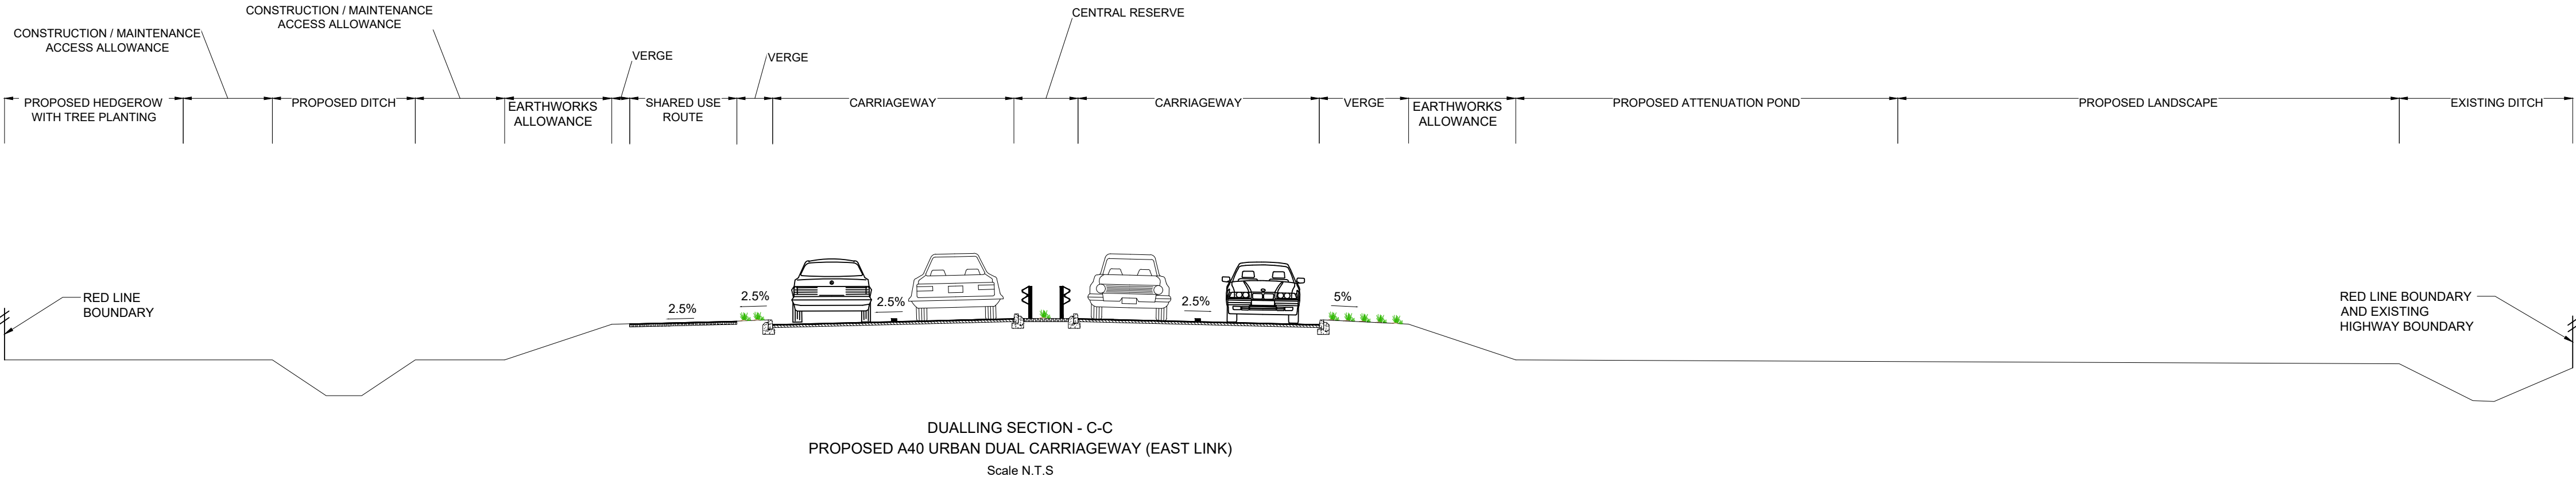 CONSTRUCTION / MAINTENANCE
ACCESS ALLOWANCE
CONSTRUCTION / MAINTENANCE
ACCESS ALLOWANCE
VERGE
VERGE
CENTRAL RESERVE
PROPOSED HEDGEROW
WITH TREE PLANTING
PROPOSED DITCH
EARTHWORKS
ALLOWANCE
SHARED USE
ROUTE
CARRIAGEWAY
CARRIAGEWAY
VERGE
EARTHWORKS
ALLOWANCE
PROPOSED ATTENUATION POND
PROPOSED LANDSCAPE
EXISTING DITCH
RED LINE
BOUNDARY
2.5%
2.5%
2.5%
2.5%
5%
RED LINE BOUNDARY
AND EXISTING
HIGHWAY BOUNDARY
DUALLING SECTION - C-C
PROPOSED A40 URBAN DUAL CARRIAGEWAY (EAST LINK)
Scale N.T.S